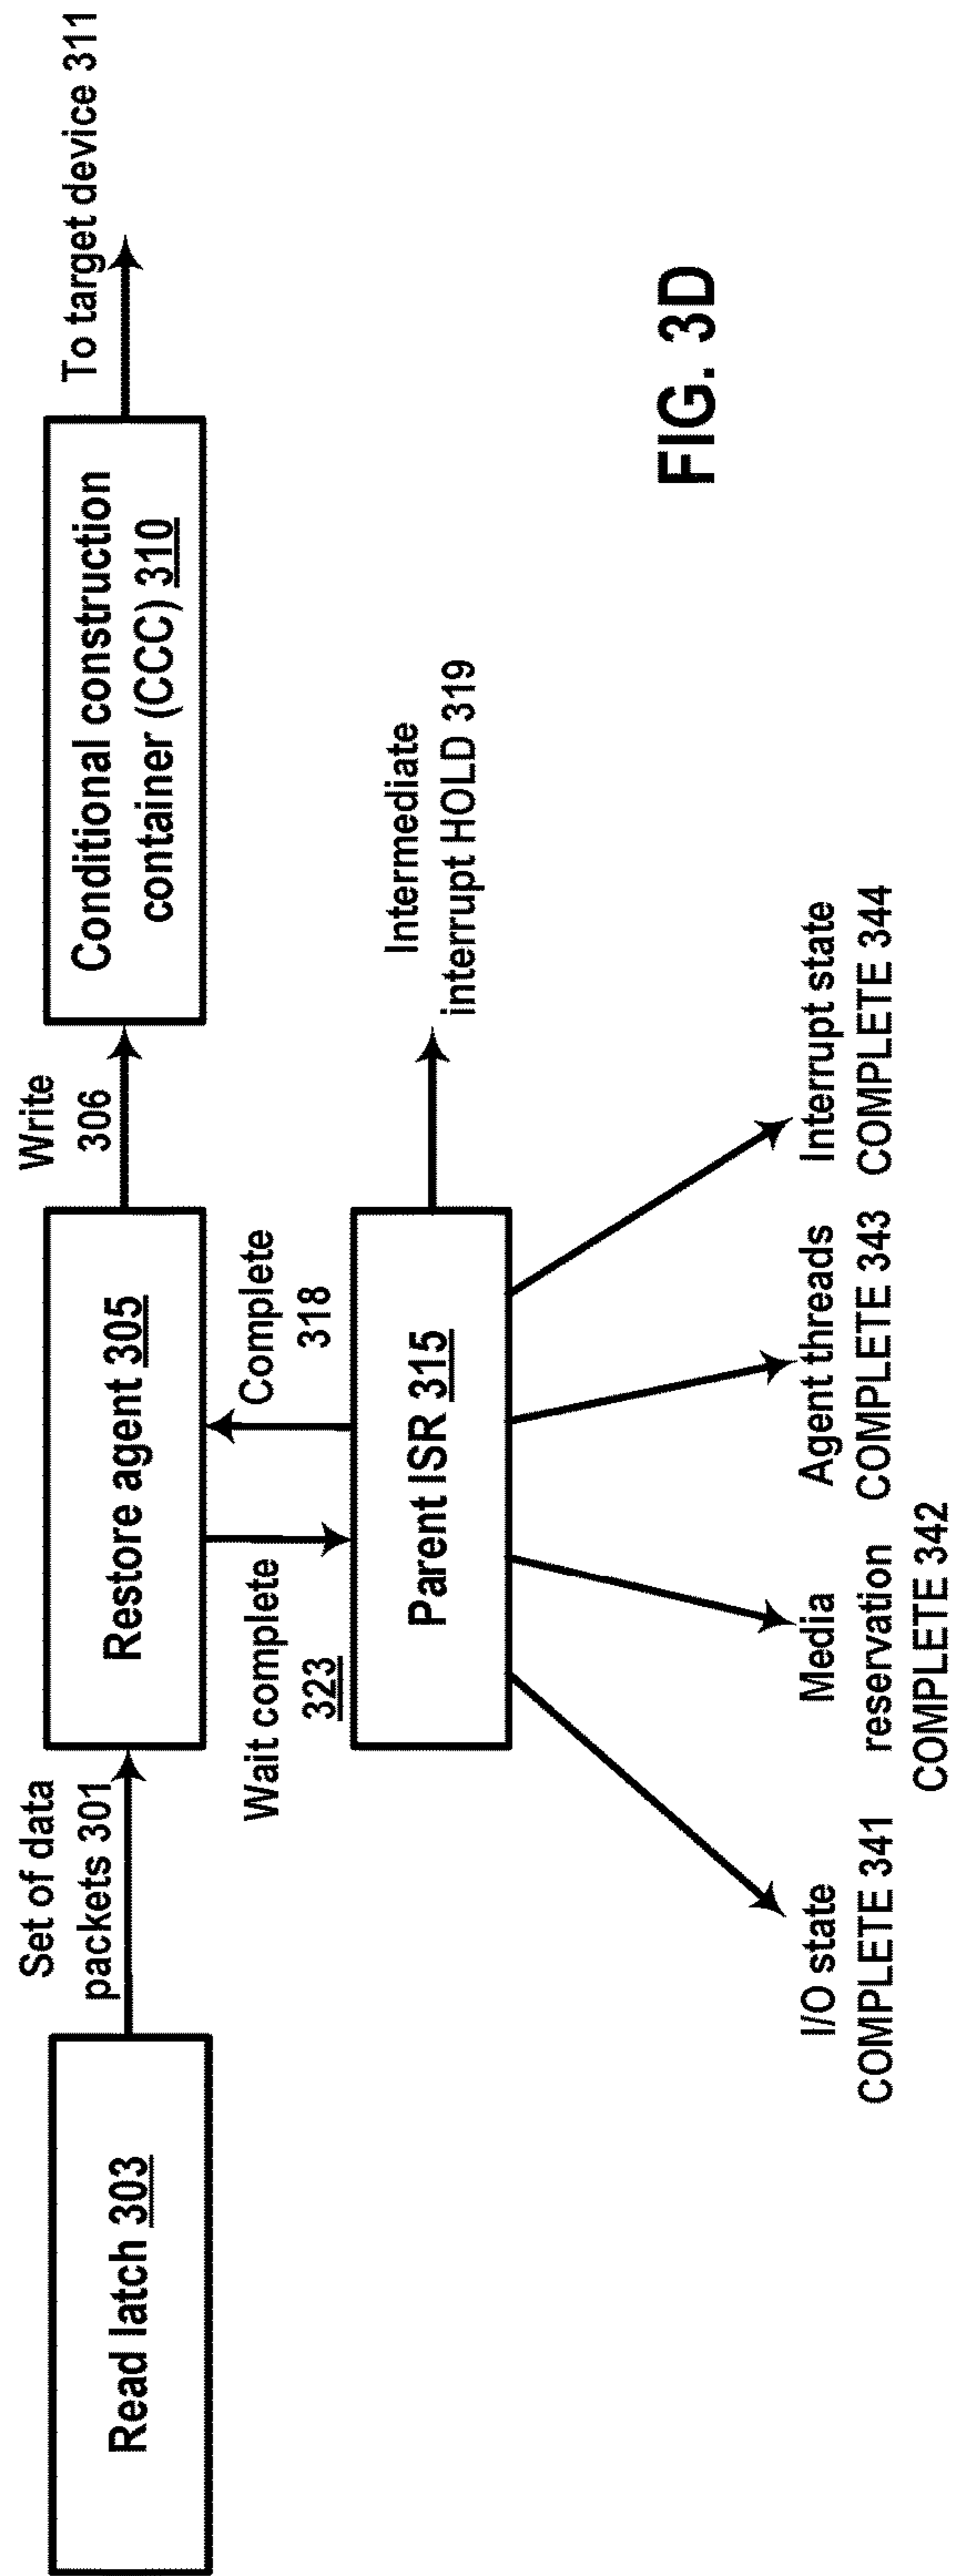 Read latch 303
Set of data
packets 301
Restore agent 305
Write
306
Conditional construction
container (CCC) 310
To target device 311
Wait complete
323
Complete
318
Parent ISR 315
Intermediate
interrupt HOLD 319
I/O state
COMPLETE 341
Media
reservation
COMPLETE 342
Agent threads
COMPLETE 343
Interrupt state
COMPLETE 344
FIG. 3D